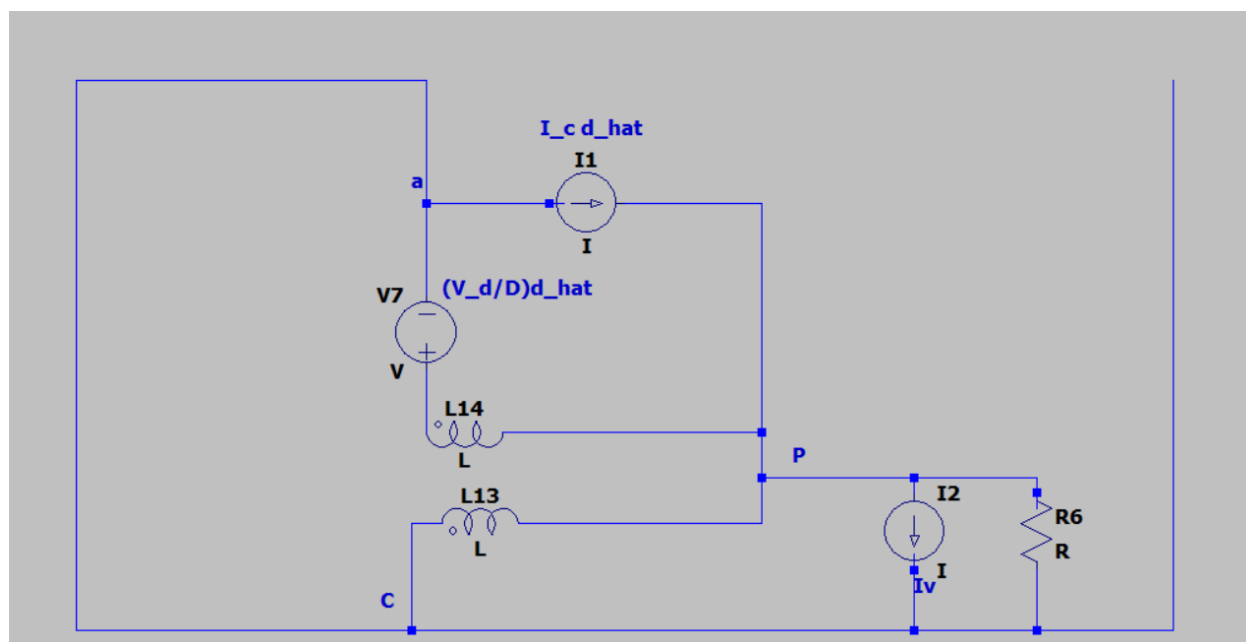 I_c d_hat
I1
a
I
V7
(V_d/D)d_hat
V
L14
L
P
L13
L
I2
R6
R
I
Iv
C